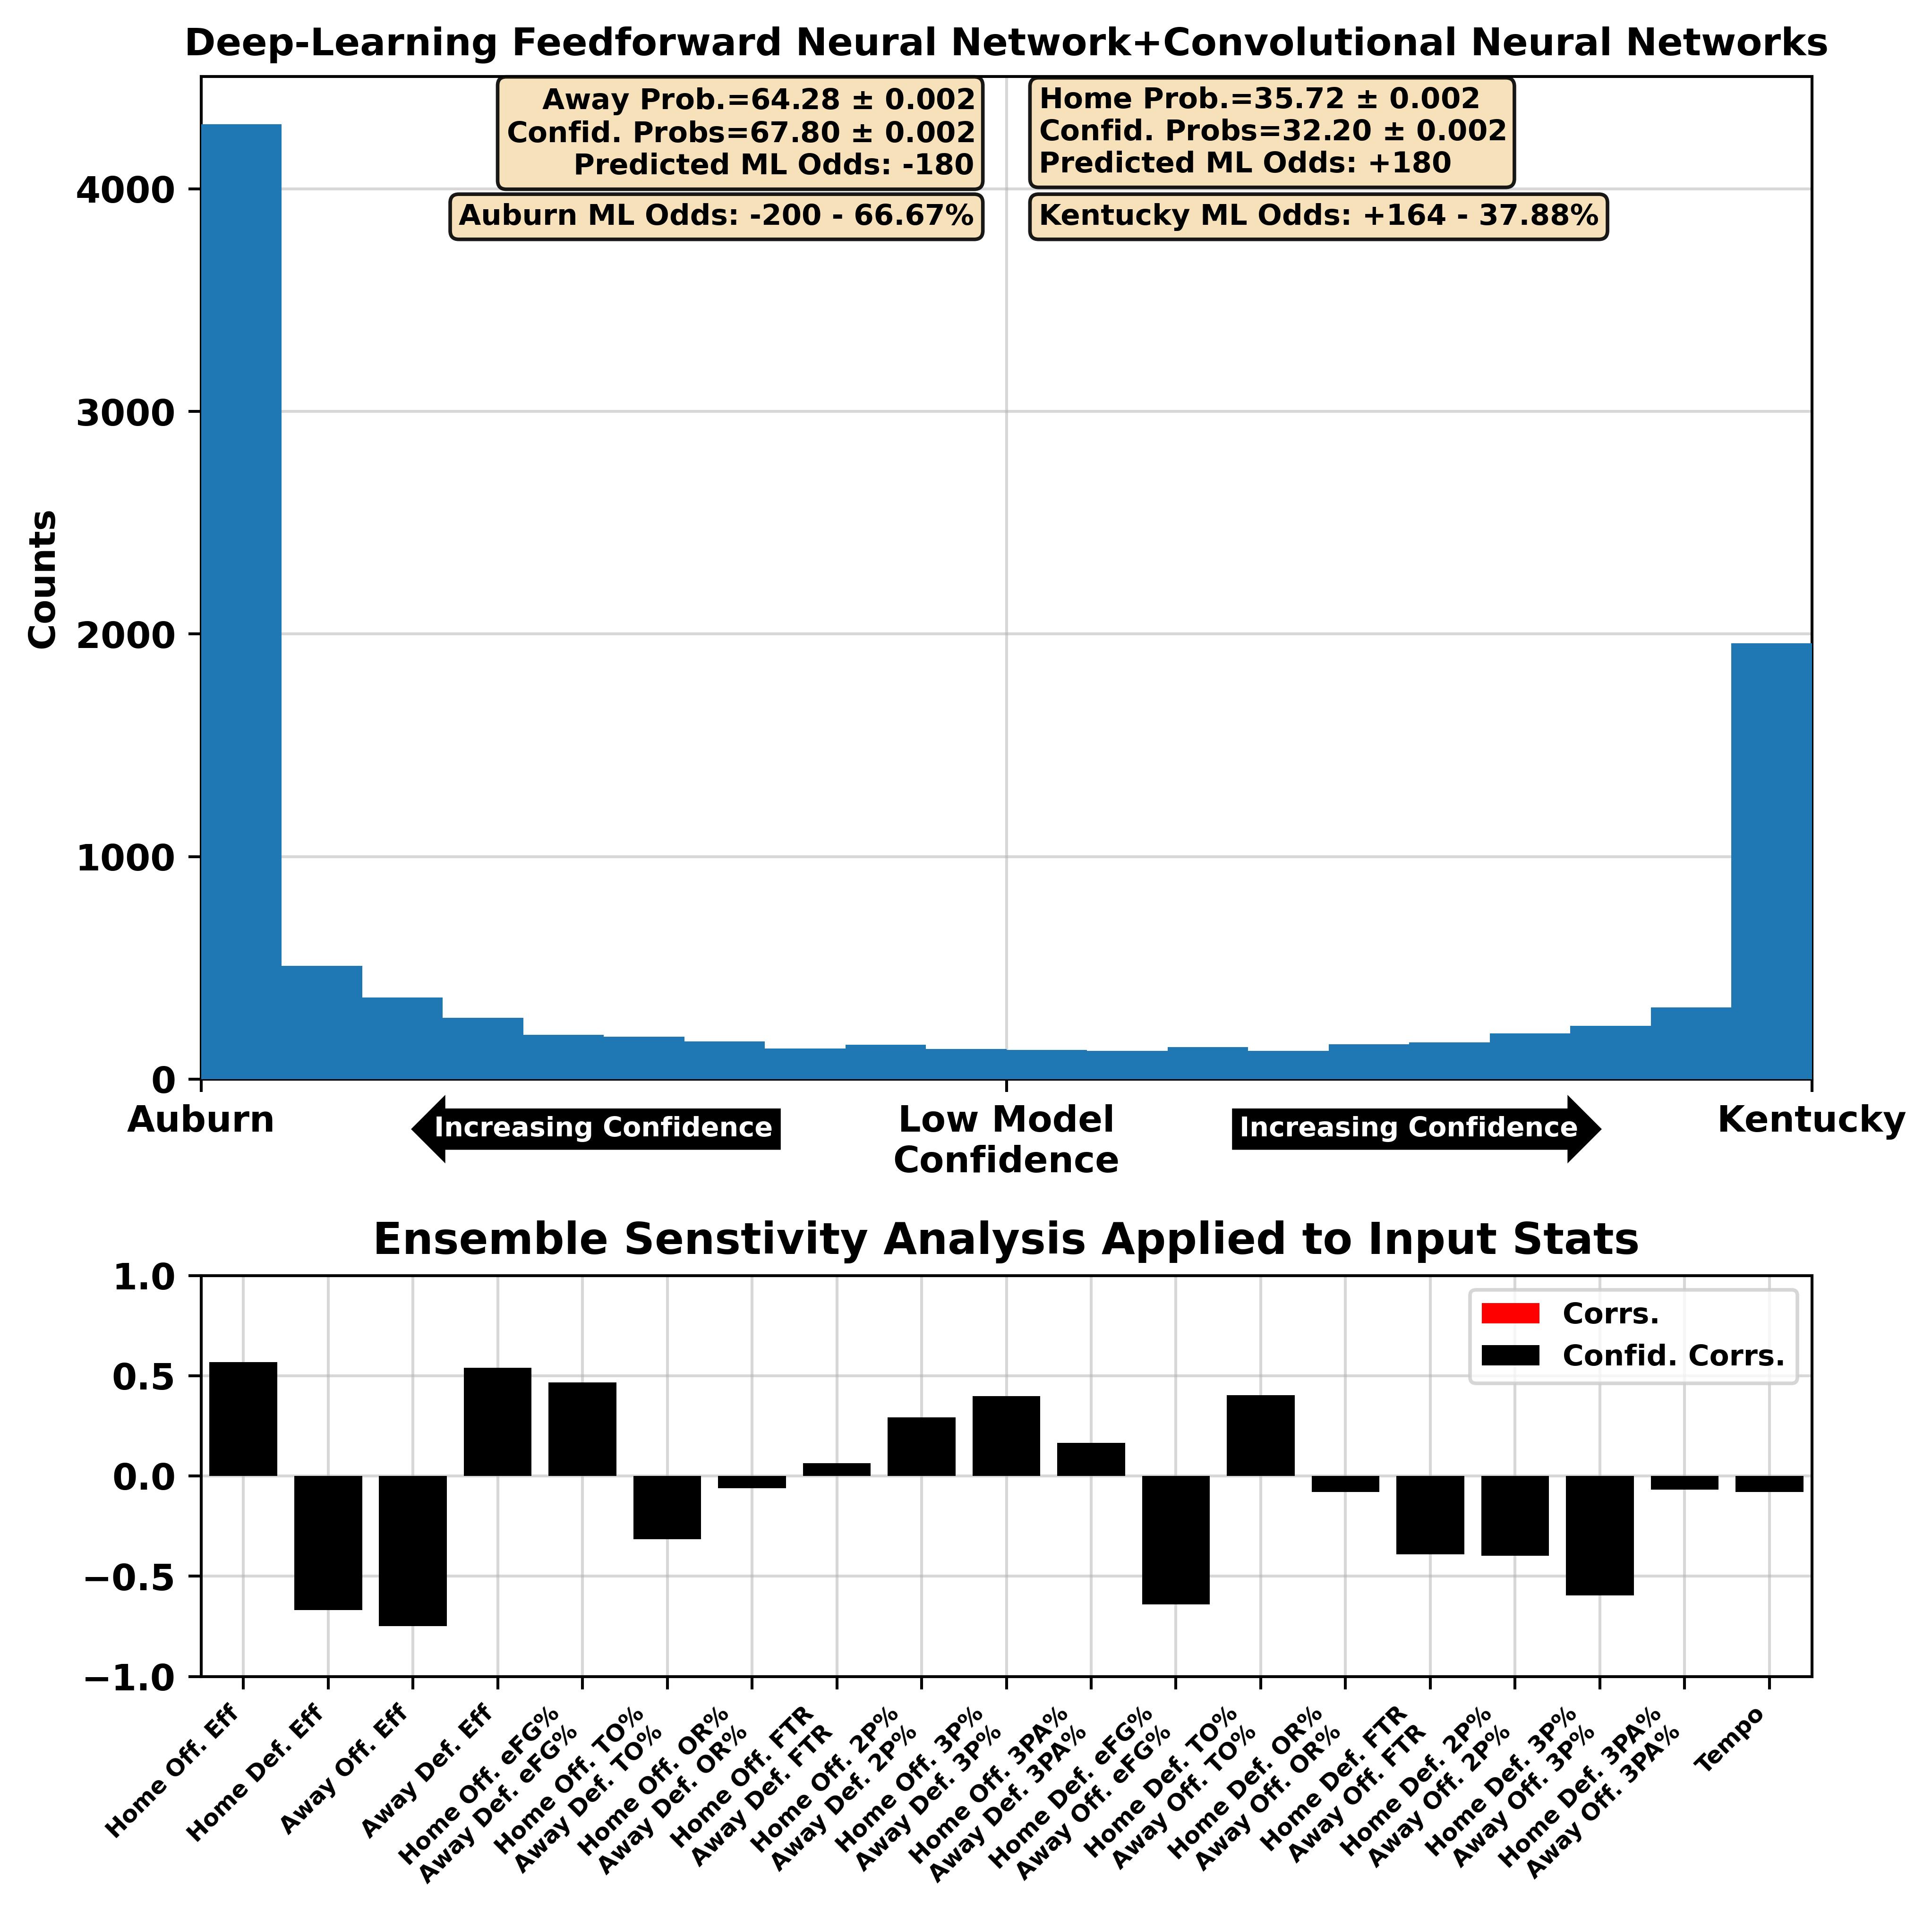 Deep-Learning Feedforward Neural Network+Convolutional Neural Networks
Away Prob.=64.28 ± 0.002
Confid. Probs=67.80 ± 0.002
Predicted ML Odds: -180
Home Prob.=35.72 ± 0.002
Confid. Probs=32.20 ± 0.002
Predicted ML Odds: +180
Auburn ML Odds: -200 - 66.67%
Kentucky ML Odds: +164 - 37.88%
Counts
4000
3000
2000
1000
0
Auburn
Increasing Confidence
Low Model
Confidence
Increasing Confidence
Kentucky
Ensemble Senstivity Analysis Applied to Input Stats
1.0
0.5
0.0
−0.5
−1.0
Corrs.
Confid. Corrs.
Home Off. Eff
Home Def. Eff
Away Off. Eff
Away Def. Eff
Home Off. eFG%
Away Def. eFG%
Home Off. TO%
Away Def. TO%
Home Off. OR%
Away Def. OR%
Home Off. FTR
Away Def. FTR
Home Off. 2P%
Away Def. 2P%
Home Off. 3P%
Away Def. 3P%
Home Off. 3PA%
Away Def. 3PA%
Home Def. eFG%
Away Off. eFG%
Home Def. TO%
Away Off. TO%
Home Def. OR%
Away Off. OR%
Home Def. FTR
Away Off. FTR
Home Def. 2P%
Away Off. 2P%
Home Def. 3P%
Away Off. 3P%
Home Def. 3PA%
Away Off. 3PA%
Tempo